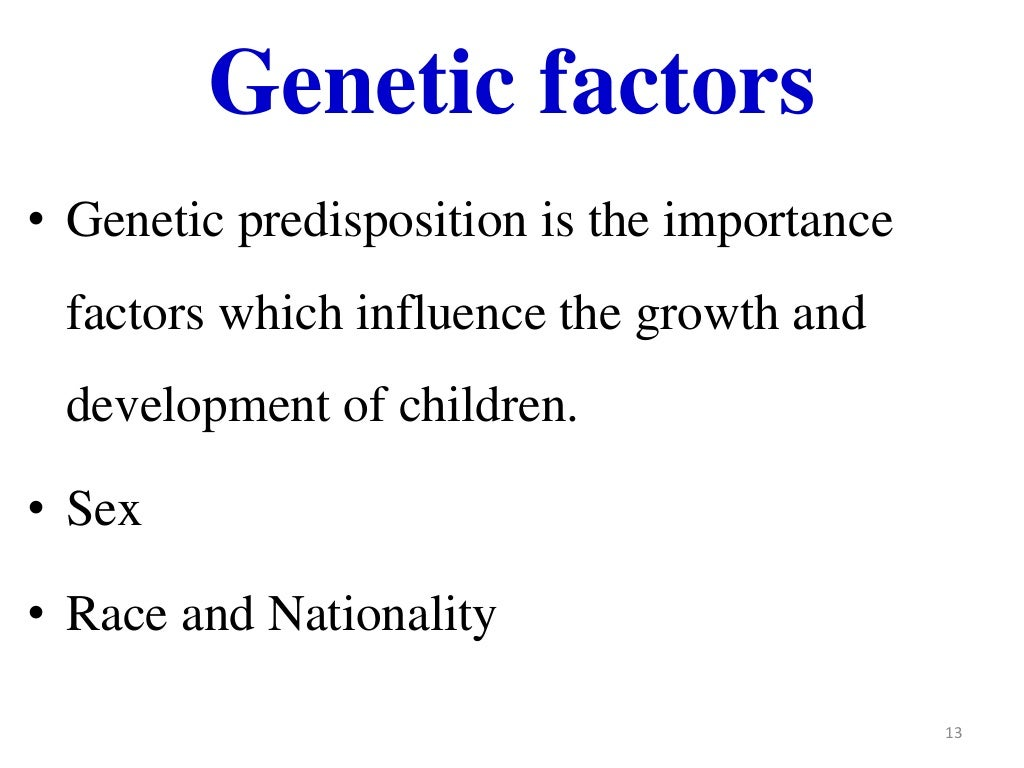 Genetic factors
• Genetic predisposition is the importance
factors which influence the growth and
development of children.
• Sex
• Race and Nationality
13